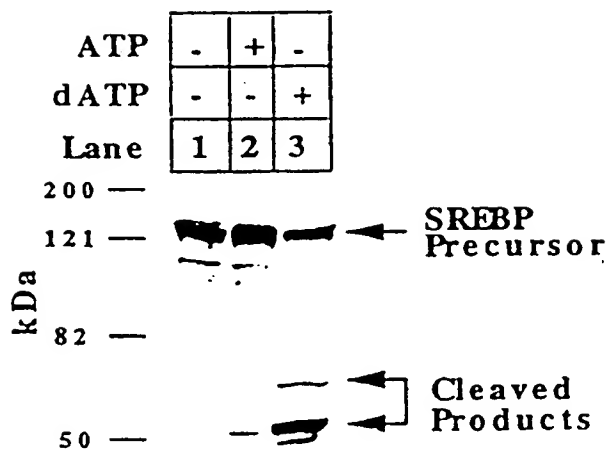 ATP - + -
dATP - - +
Lane 1 2 3
200
121
82
50
kDa
SREBP
Precursor
Cleaved
Products